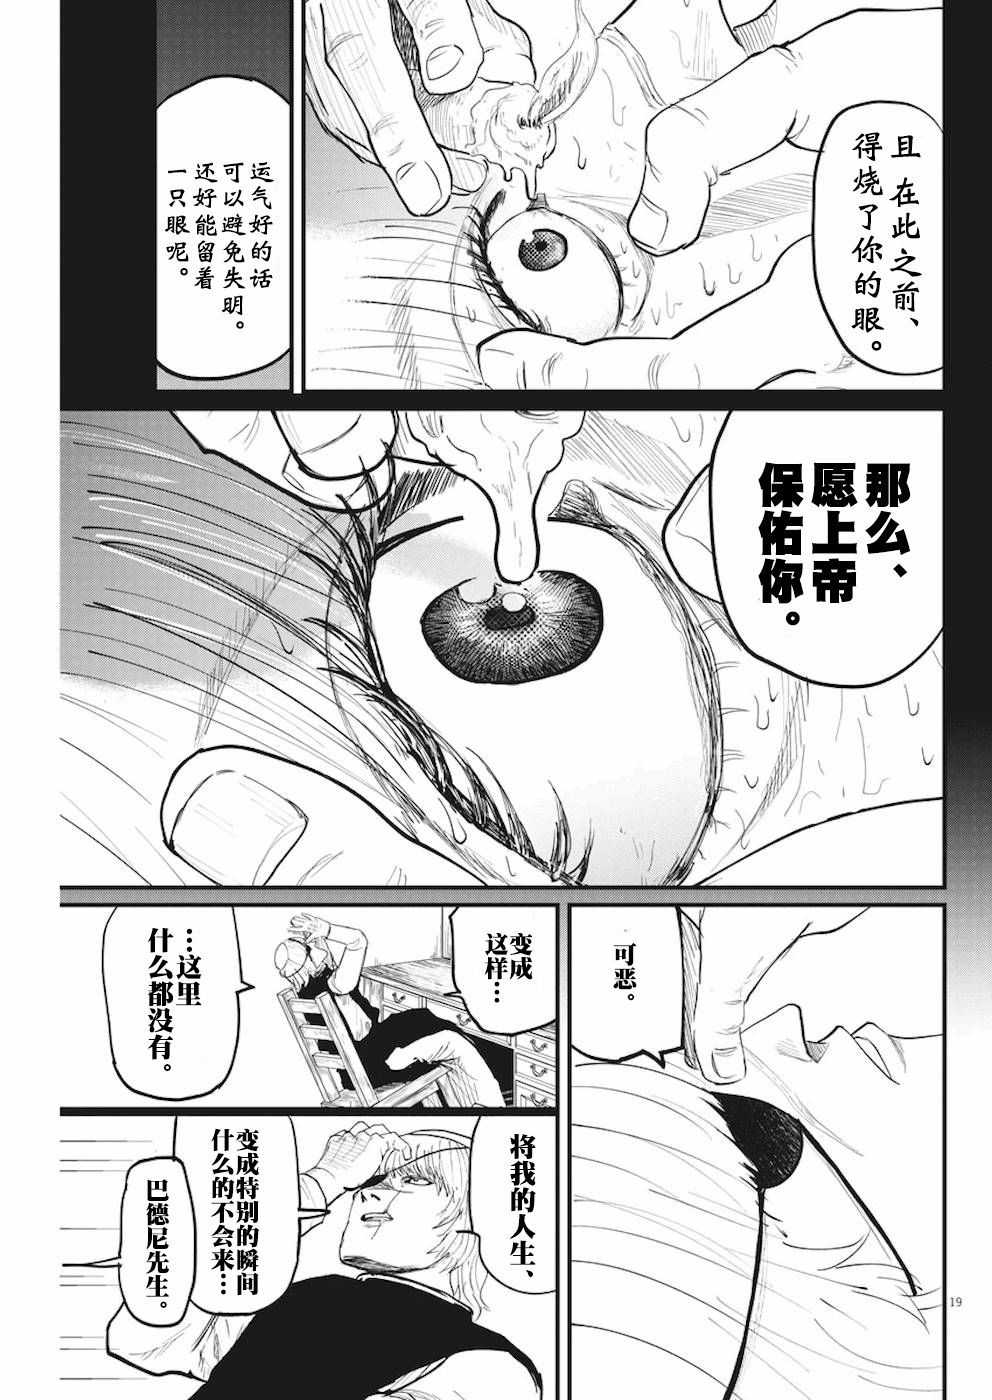 且 在此之前、
得烧了你的眼。
运气好的话
可以避免失明。
还好能留着
一只眼呢。
那么、
愿上帝
保佑你。
可恶。
变成
这样…
…这里
什么都没有。
将我的人生、
变成特别的瞬间
什么的不会来…
巴德尼先生。
19